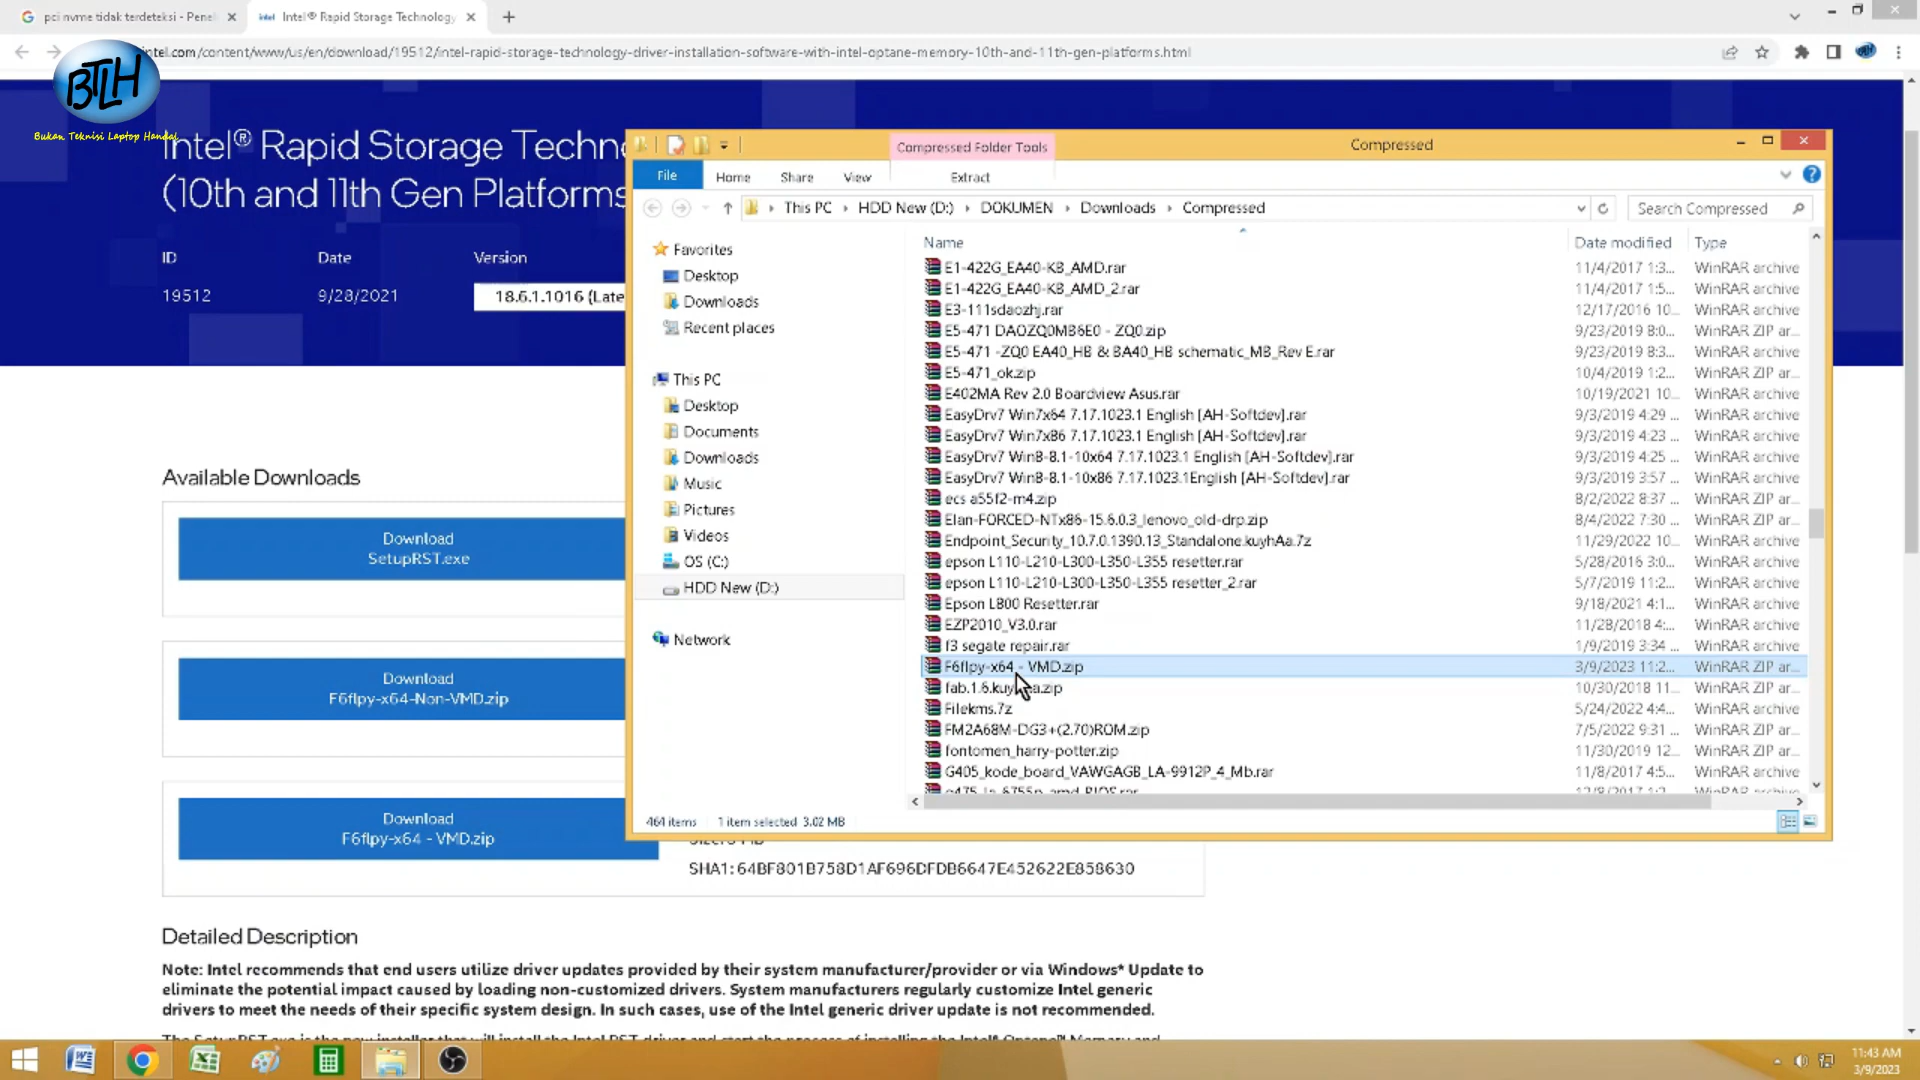 pci nvme tidak terdeteksi - Pene
intel Intel® Rapid Storage Technology
ntel.com/content/www/us/en/download/19512/intel-rapid-storage-technology-driver-installation-software-with-intel-optane-memory-10th-and-11th-gen-platforms.html
BTLH
Bukan Teknisi Laptop Handal
Intel® Rapid Storage Techno
(10th and 11th Gen Platforms
ID
Date
Version
19512
9/28/2021
18.6.1.1016 (Late
Available Downloads
Download
SetupRST.exe
Download
F6flpy-x64-Non-VMD.zip
Download
F6flpy-x64 - VMD.zip
SHA1: 64BF801B758D1AF696DFDB6647E452622E858630
Detailed Description
Note: Intel recommends that end users utilize driver updates provided by their system manufacturer/provider or via Windows* Update to
eliminate the potential impact caused by loading non-customized drivers. System manufacturers regularly customize Intel generic
drivers to meet the needs of their specific system design. In such cases, use of the Intel generic driver update is not recommended.
Compressed Folder Tools
Compressed
File
Home
Share
View
Extract
This PC
HDD New (D:)
DOKUMEN
Downloads
Compressed
Search Compressed
Favorites
Desktop
Downloads
Recent places
This PC
Desktop
Documents
Downloads
Music
Pictures
Videos
OS (C:)
HDD New (D:)
Network
Name Date modified Type
E1-422G_EA40-KB_AMD.rar 11/4/2017 1:3... WinRAR archive
E1-422G_EA40-KB_AMD_2.rar 11/4/2017 1:5... WinRAR archive
E3-111sdaozhj.rar 12/17/2016 10... WinRAR archive
E5-471 DAOZQ0MB6E0 - ZQ0.zip 9/23/2019 8:0... WinRAR ZIP ar...
E5-471 -ZQ0 EA40_HB & BA40_HB schematic_MB_Rev E.rar 9/23/2019 8:3... WinRAR archive
E5-471_ok.zip 10/4/2019 1:2... WinRAR ZIP ar...
E402MA Rev 2.0 Boardview Asus.rar 10/19/2021 10... WinRAR archive
EasyDrv7 Win7x64 7.17.1023.1 English [AH-Softdev].rar 9/3/2019 4:29 ... WinRAR archive
EasyDrv7 Win7x86 7.17.1023.1 English [AH-Softdev].rar 9/3/2019 4:23 ... WinRAR archive
EasyDrv7 Win8-8.1-10x64 7.17.1023.1 English [AH-Softdev].rar 9/3/2019 4:25 ... WinRAR archive
EasyDrv7 Win8-8.1-10x86 7.17.1023.1English [AH-Softdev].rar 9/3/2019 3:57 ... WinRAR archive
ecs a55f2-m4.zip 8/2/2022 8:37 ... WinRAR ZIP ar...
Elan-FORCED-NTx86-15.6.0.3_lenovo_old-drp.zip 8/4/2022 7:30 ... WinRAR ZIP ar...
Endpoint_Security_10.7.0.1390.13_Standalone.kuyhAa.7z 11/29/2022 10... WinRAR archive
epson L110-L210-L300-L350-L355 resetter.rar 5/28/2016 3:0... WinRAR archive
epson L110-L210-L300-L350-L355 resetter_2.rar 5/7/2019 11:2... WinRAR archive
Epson L800 Resetter.rar 9/18/2021 4:1... WinRAR archive
EZP2010_V3.0.rar 11/28/2018 4:... WinRAR archive
f3 segate repair.rar 1/9/2019 3:34 ... WinRAR archive
F6flpy-x64 - VMD.zip 3/9/2023 11:2... WinRAR ZIP ar...
fab.1.6.kuy a.zip 10/30/2018 11... WinRAR ZIP ar...
Filekms.7z 5/24/2022 4:4... WinRAR archive
FM2A68M-DG3+(2.70)ROM.zip 7/5/2022 9:31 ... WinRAR ZIP ar...
fontomen_harry-potter.zip 11/30/2019 12... WinRAR ZIP ar...
G405_kode_board_VAWGAGB_LA-9912P_4_Mb.rar 11/8/2017 4:5... WinRAR archive
464 items 1 item selected 3.02 MB
11:43 AM
3/9/2023